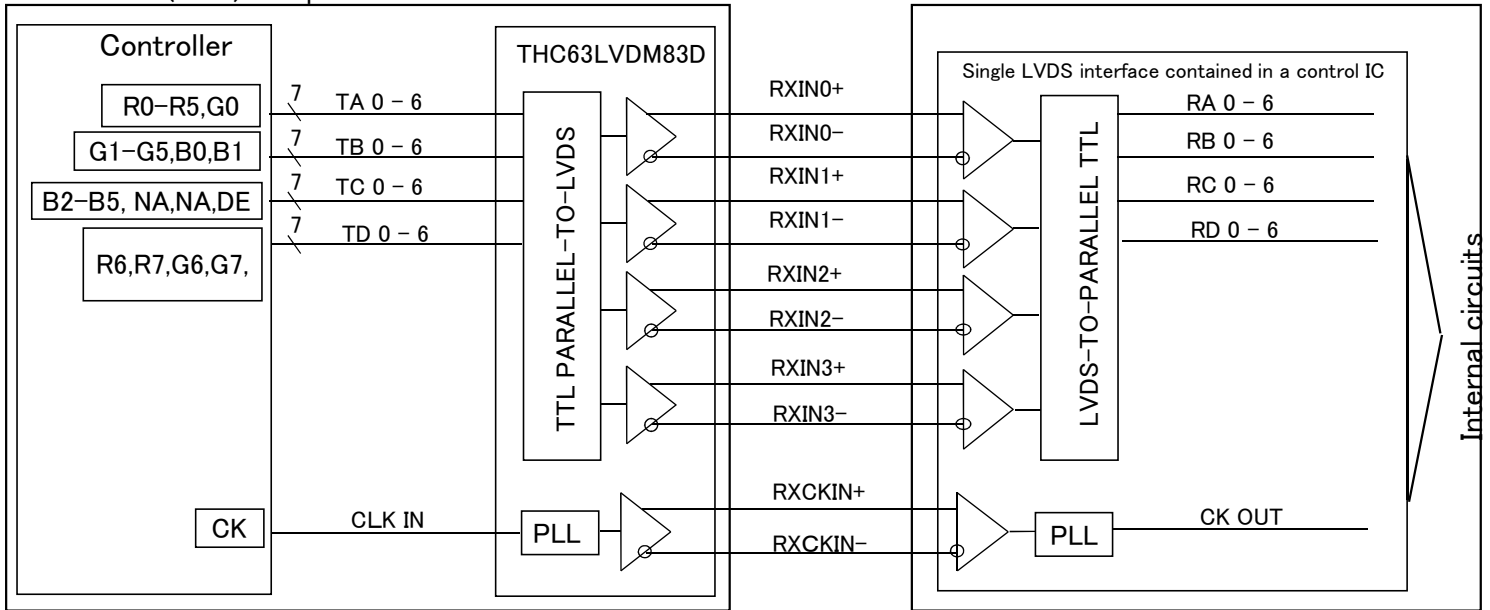 Controller
R0-R5,G0
G1-G5,B0,B1
B2-B5, NA,NA,DE
R6,R7,G6,G7,
CK
7
TA 0 - 6
7
TB 0 - 6
7
TC 0 - 6
7
TD 0 - 6
CLK IN
THC63LVDM83D
TTL PARALLEL-TO-LVDS
PLL
RXIN0+
RXIN0-
RXIN1+
RXIN1-
RXIN2+
RXIN2-
RXIN3+
RXIN3-
RXCKIN+
RXCKIN-
Single LVDS interface contained in a control IC
LVDS-TO-PARALLEL TTL
PLL
RA 0 - 6
RB 0 - 6
RC 0 - 6
RD 0 - 6
CK OUT
Internal circuits